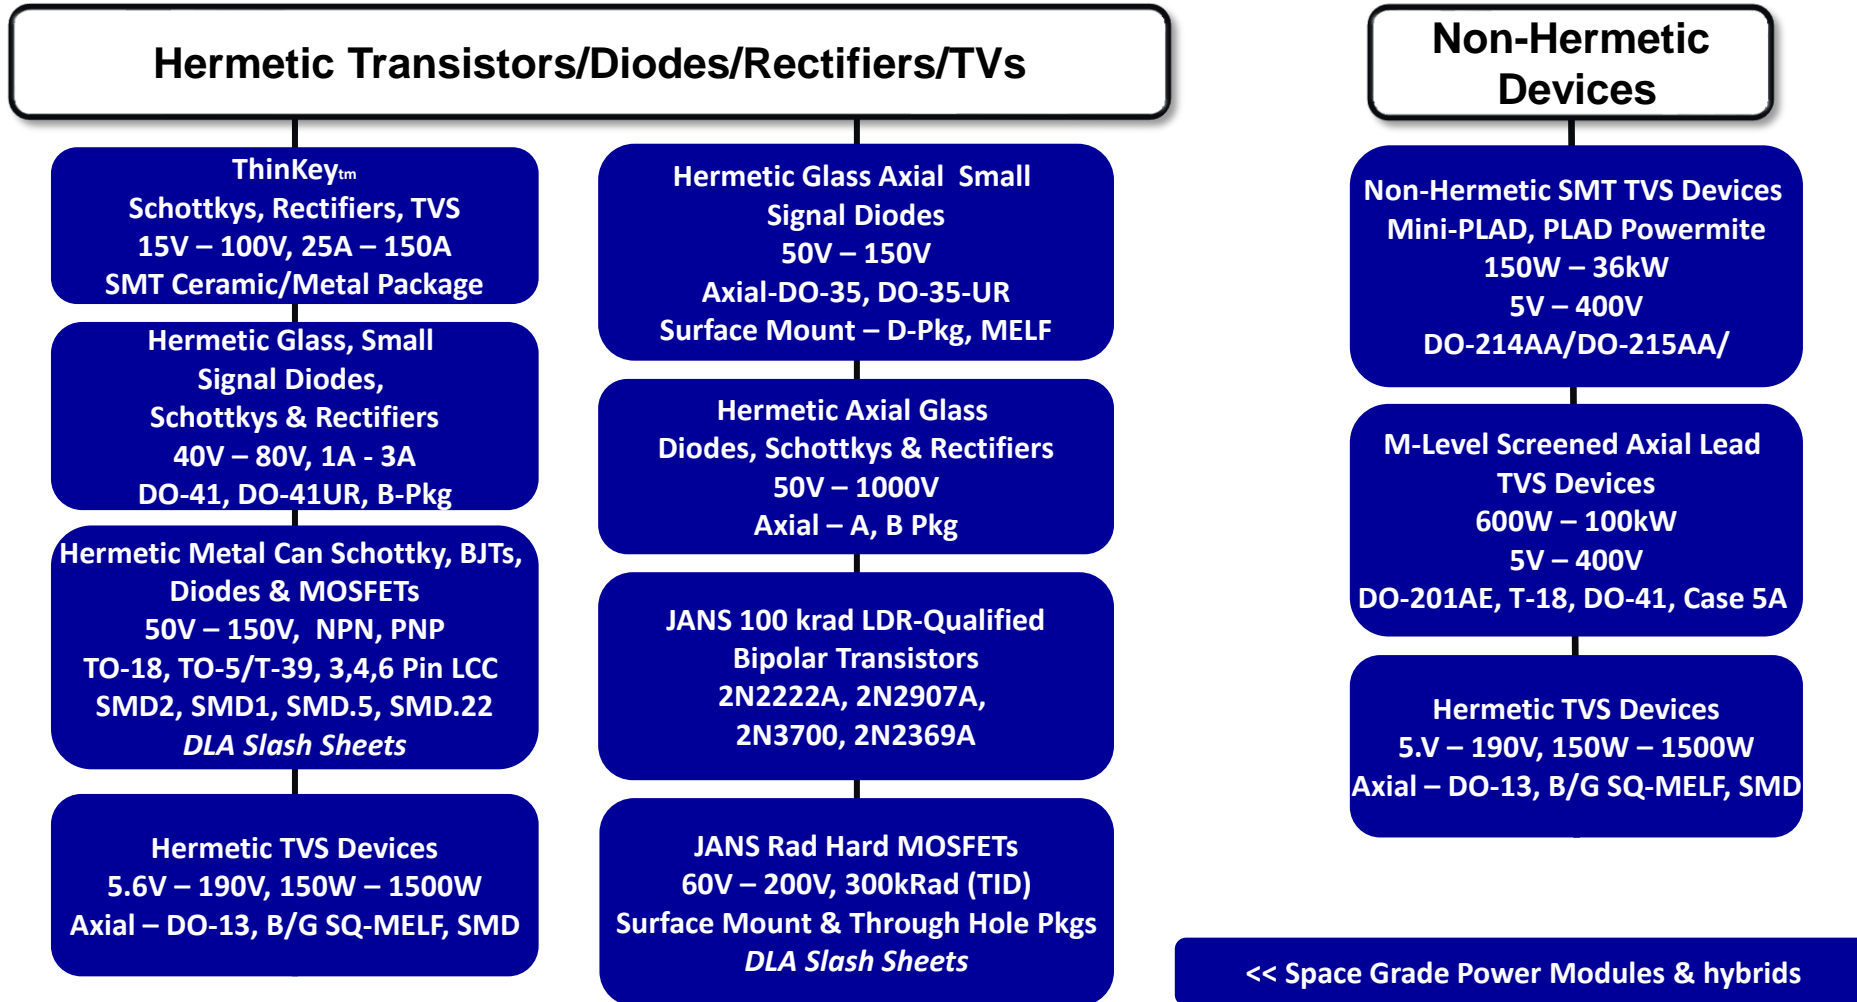 Hermetic Transistors/Diodes/Rectifiers/TVs
ThinKeytm
Schottkys, Rectifiers, TVS
15V – 100V, 25A – 150A
SMT Ceramic/Metal Package
Hermetic Glass, Small
Signal Diodes,
Schottkys & Rectifiers
40V – 80V, 1A - 3A
DO-41, DO-41UR, B-Pkg
Hermetic Metal Can Schottky, BJTs,
Diodes & MOSFETs
50V – 150V, NPN, PNP
TO-18, TO-5/T-39, 3,4,6 Pin LCC
SMD2, SMD1, SMD.5, SMD.22
DLA Slash Sheets
Hermetic TVS Devices
5.6V – 190V, 150W – 1500W
Axial – DO-13, B/G SQ-MELF, SMD
Hermetic Glass Axial Small
Signal Diodes
50V – 150V
Axial-DO-35, DO-35-UR
Surface Mount – D-Pkg, MELF
Hermetic Axial Glass
Diodes, Schottkys & Rectifiers
50V – 1000V
Axial – A, B Pkg
JANS 100 krad LDR-Qualified
Bipolar Transistors
2N2222A, 2N2907A,
2N3700, 2N2369A
JANS Rad Hard MOSFETs
60V – 200V, 300kRad (TID)
Surface Mount & Through Hole Pkgs
DLA Slash Sheets
Non-Hermetic
Devices
Non-Hermetic SMT TVS Devices
Mini-PLAD, PLAD Powermite
150W – 36kW
5V – 400V
DO-214AA/DO-215AA/
M-Level Screened Axial Lead
TVS Devices
600W – 100kW
5V – 400V
DO-201AE, T-18, DO-41, Case 5A
Hermetic TVS Devices
5.V – 190V, 150W – 1500W
Axial – DO-13, B/G SQ-MELF, SMD
<< Space Grade Power Modules & hybrids